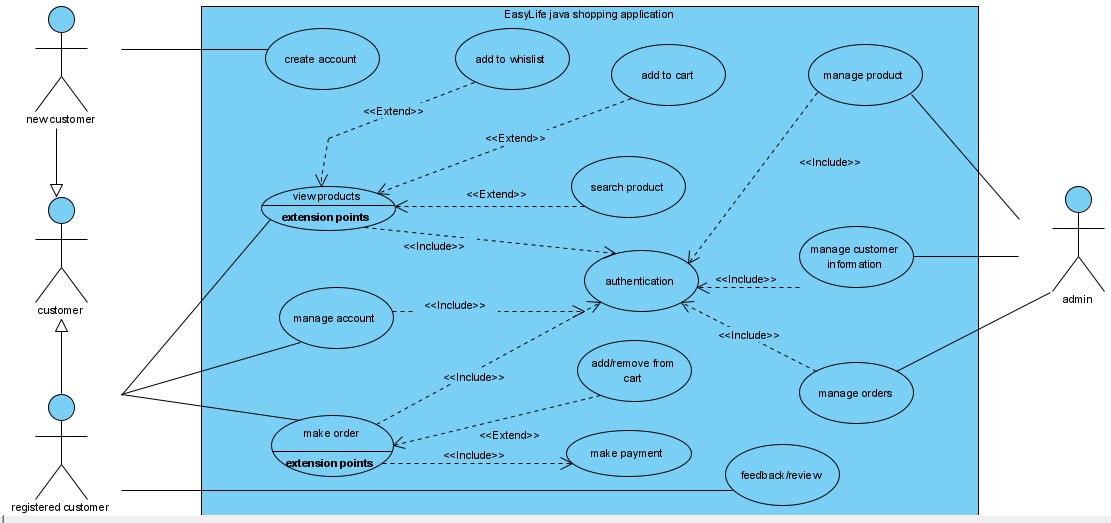 EasyLife java shopping application
create account
add to whislist
add to cart
manage product
new customer
<<Extend>>
<<Extend>>
<<Include>>
view products
extension points
<<Extend>>
search product
<<Include>>
authentication
<<Include>>
manage customer
information
customer
admin
manage account
<<Include>>
<<Include>>
add/remove from
cart
<<Include>>
manage orders
make order
extension points
<<Extend>>
<<Include>>
make payment
feedback/review
registered customer